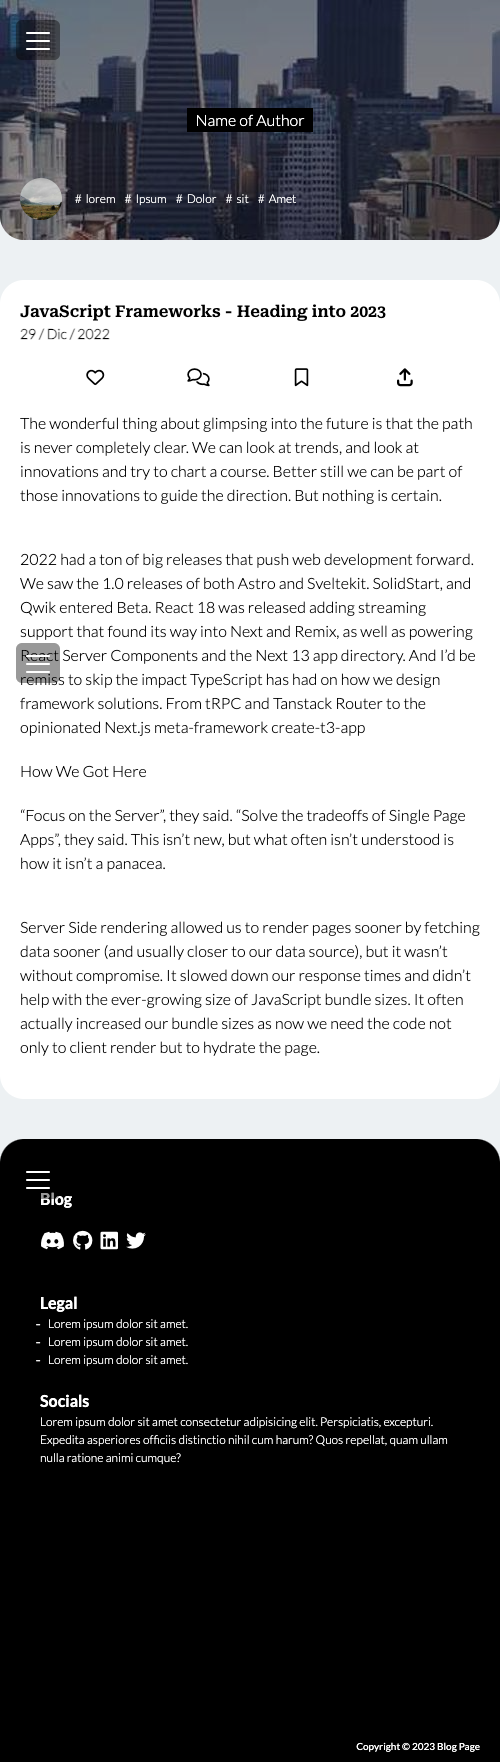 Name of Author
# lorem # Ipsum # Dolor # sit # Amet
JavaScript Frameworks - Heading into 2023
29 / Dic / 2022
The wonderful thing about glimpsing into the future is that the path
is never completely clear. We can look at trends, and look at
innovations and try to chart a course. Better still we can be part of
those innovations to guide the direction. But nothing is certain.
2022 had a ton of big releases that push web development forward.
We saw the 1.0 releases of both Astro and Sveltekit. SolidStart, and
Qwik entered Beta. React 18 was released adding streaming
support that found its way into Next and Remix, as well as powering
React Server Components and the Next 13 app directory. And I’d be
remiss to skip the impact TypeScript has had on how we design
framework solutions. From tRPC and Tanstack Router to the
opinionated Next.js meta-framework create-t3-app
How We Got Here
“Focus on the Server”, they said. “Solve the tradeoffs of Single Page
Apps”, they said. This isn’t new, but what often isn’t understood is
how it isn’t a panacea.
Server Side rendering allowed us to render pages sooner by fetching
data sooner (and usually closer to our data source), but it wasn’t
without compromise. It slowed down our response times and didn’t
help with the ever-growing size of JavaScript bundle sizes. It often
actually increased our bundle sizes as now we need the code not
only to client render but to hydrate the page.
Blog
Legal
- Lorem ipsum dolor sit amet.
- Lorem ipsum dolor sit amet.
- Lorem ipsum dolor sit amet.
Socials
Lorem ipsum dolor sit amet consectetur adipisicing elit. Perspiciatis, excepturi.
Expedita asperiores officiis distinctio nihil cum harum? Quos repellat, quam ullam
nulla ratione animi cumque?
Copyright © 2023 Blog Page